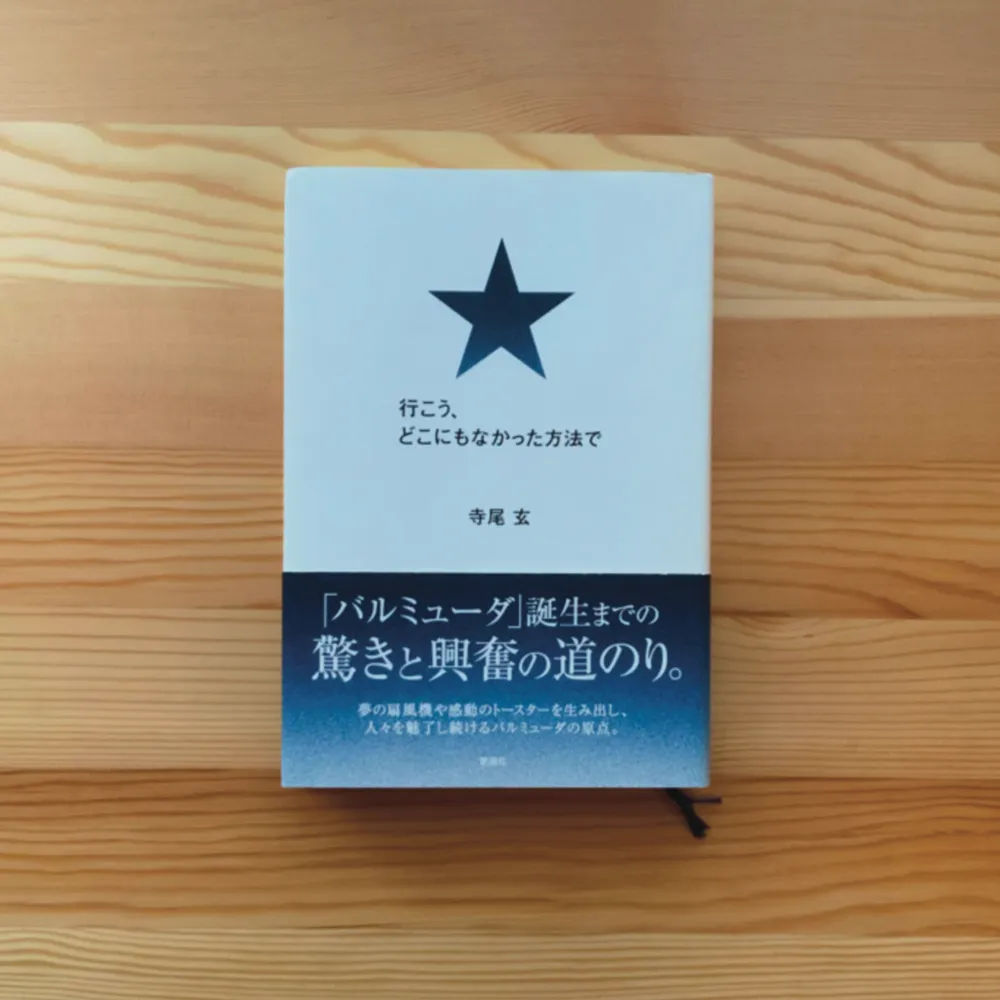 行こう、
どこにもなかった方法で
寺尾 玄
「バルミューダ」誕生までの
驚きと興奮の道のり。
夢の扇風機や感動のトースターを生み出し、
人々を魅了し続けるバルミューダの原点。
新潮社